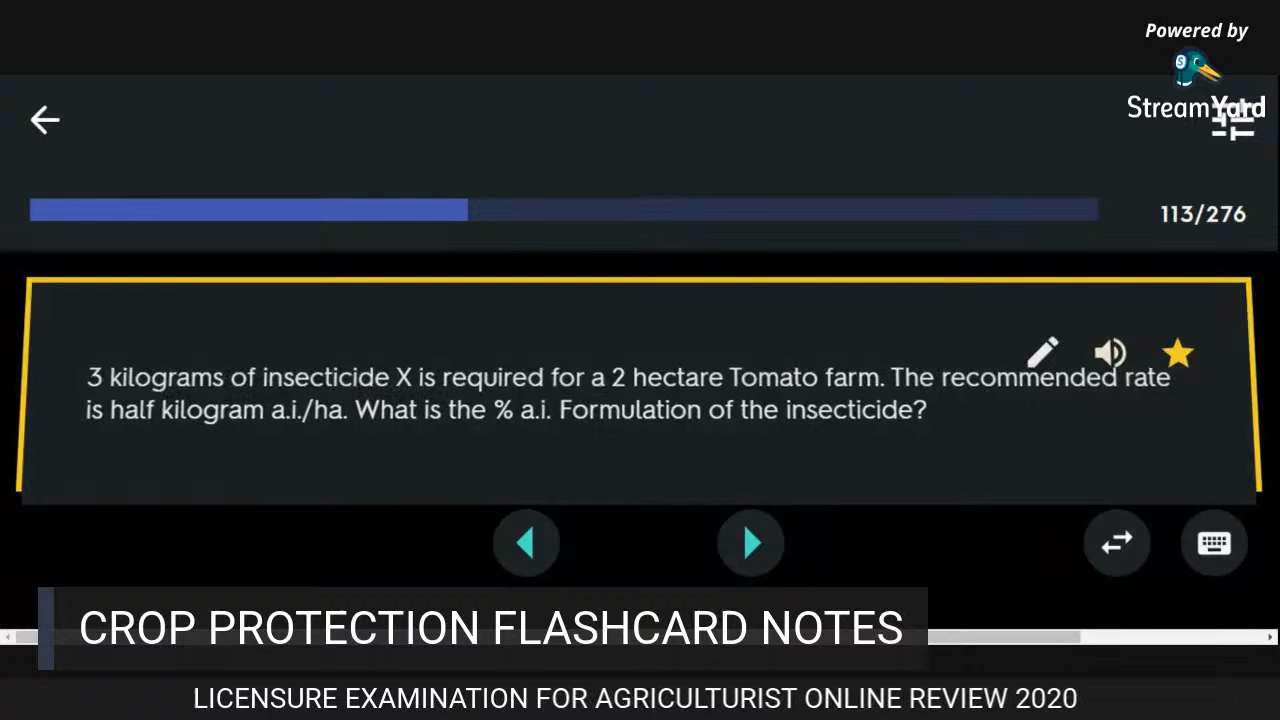 Powered by
StreamYard
113/276
3 kilograms of insecticide X is required for a 2 hectare Tomato farm. The recommended rate
is half kilogram a.i./ha. What is the % a.i. Formulation of the insecticide?
CROP PROTECTION FLASHCARD NOTES
LICENSURE EXAMINATION FOR AGRICULTURIST ONLINE REVIEW 2020